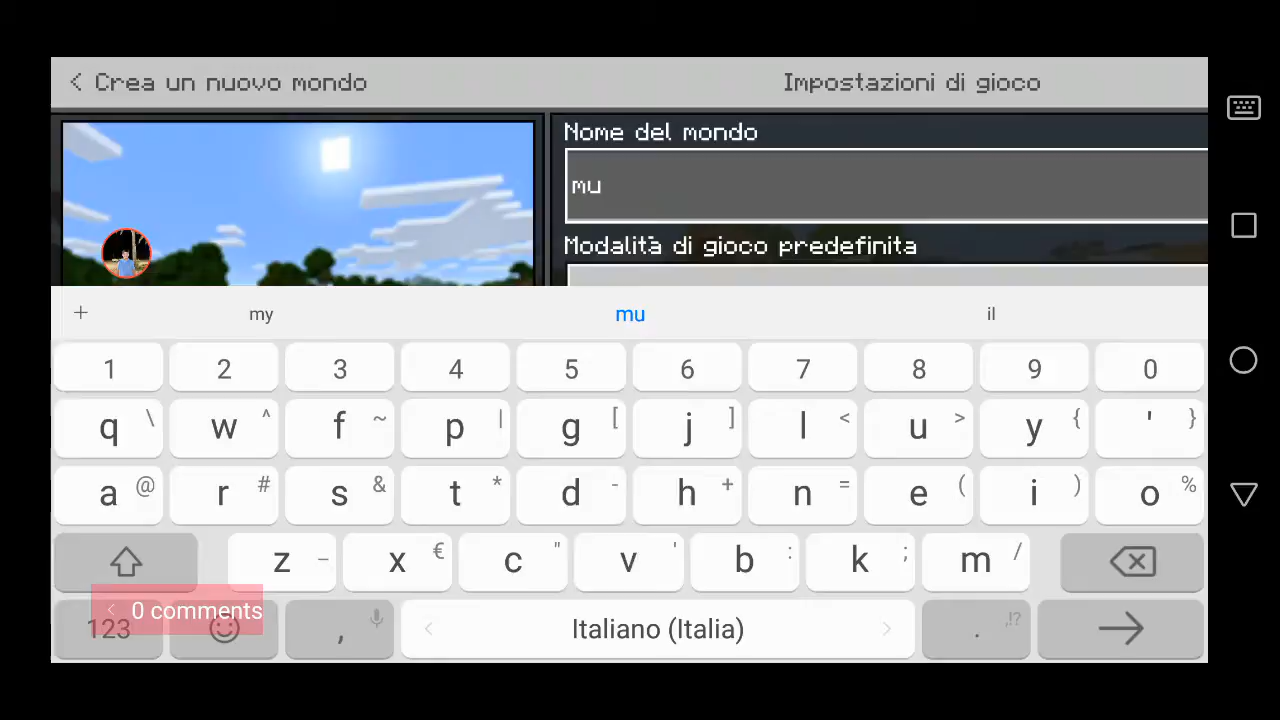 < Crea un nuovo mondo
Impostazioni di gioco
Nome del mondo
mu
Modalità di gioco predefinita
+ my mu il
1 2 3 4 5 6 7 8 9 0
q \ w ^ f ~ p | g [ j ] l < u > y { ' }
a @ r # s & t * d - h + n = e ( i ) o %
z _ x € c " v ' b : k ; m /
< 0 comments
123 , < Italiano (Italia) > . ,!?